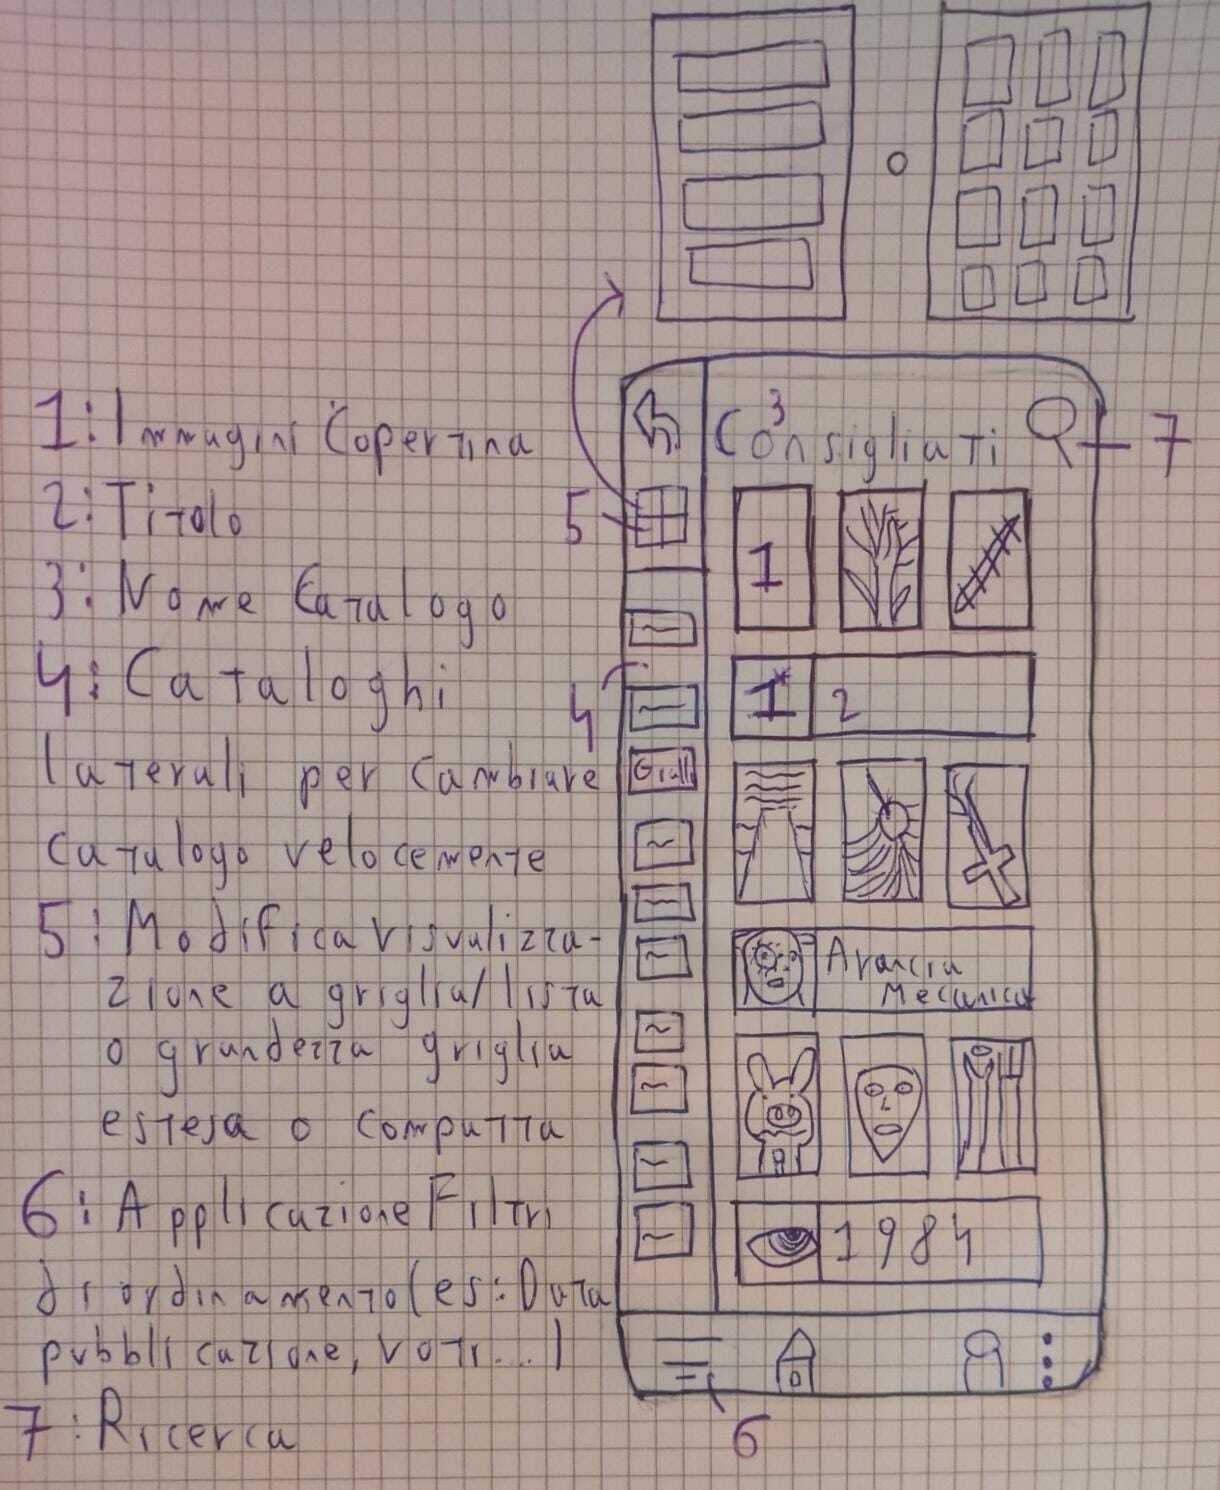 1: Immagini Copertina
2: Titolo
3: Nome Catalogo
4: Cataloghi
laterali per cambiare
catalogo velocemente
5: Modifica visualizza-
zione a griglia/lista
o grandezza griglia
estesa o compatta
6: Applicazione Filtri
di ordinamento (es: Data
pubblicazione, voti...)
7: Ricerca
o
3
Consigliati
7
5
1
4
1*
2
Gialli
Arancia
Meccanica
1984
6